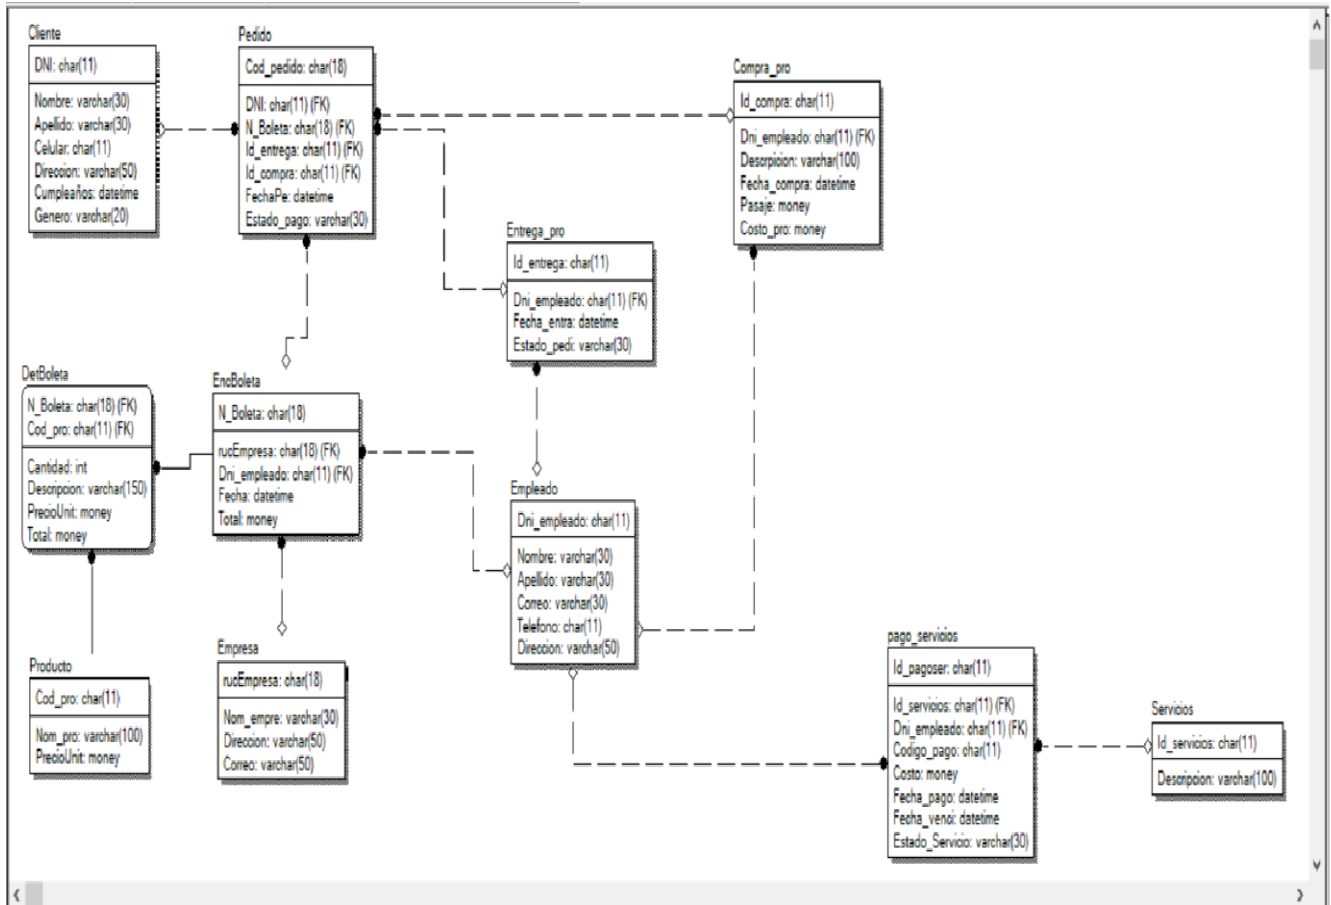 Cliente
DNI: char(11)
Nombre: varchar(30)
Apellido: varchar(30)
Celular: char(11)
Direccion: varchar(50)
Cumpleaños: datetime
Genero: varchar(20)
Pedido
Cod_pedido: char(18)
DNI: char(11) (FK)
N_Boleta: char(18) (FK)
Id_entrega: char(11) (FK)
Id_compra: char(11) (FK)
FechaPe: datetime
Estado_pago: varchar(30)
Compra_pro
Id_compra: char(11)
Dni_empleado: char(11) (FK)
Descrpicion: varchar(100)
Fecha_compra: datetime
Pasaje: money
Costo_pro: money
Entrega_pro
Id_entrega: char(11)
Dni_empleado: char(11) (FK)
Fecha_entra: datetime
Estado_pedi: varchar(30)
DetBoleta
N_Boleta: char(18) (FK)
Cod_pro: char(11) (FK)
Cantidad: int
Descripcion: varchar(150)
PrecioUnit: money
Total: money
EncBoleta
N_Boleta: char(18)
rucEmpresa: char(18) (FK)
Dni_empleado: char(11) (FK)
Fecha: datetime
Total: money
Empleado
Dni_empleado: char(11)
Nombre: varchar(30)
Apellido: varchar(30)
Correo: varchar(30)
Telefono: char(11)
Direccion: varchar(50)
Producto
Cod_pro: char(11)
Nom_pro: varchar(100)
PrecioUnit: money
Empresa
rucEmpresa: char(18)
Nom_empre: varchar(30)
Direccion: varchar(50)
Correo: varchar(50)
pago_servicios
Id_pagoser: char(11)
Id_servicios: char(11) (FK)
Dni_empleado: char(11) (FK)
Codigo_pago: char(11)
Costo: money
Fecha_pago: datetime
Fecha_venci: datetime
Estado_Servicio: varchar(30)
Servicios
Id_servicios: char(11)
Descripcion: varchar(100)